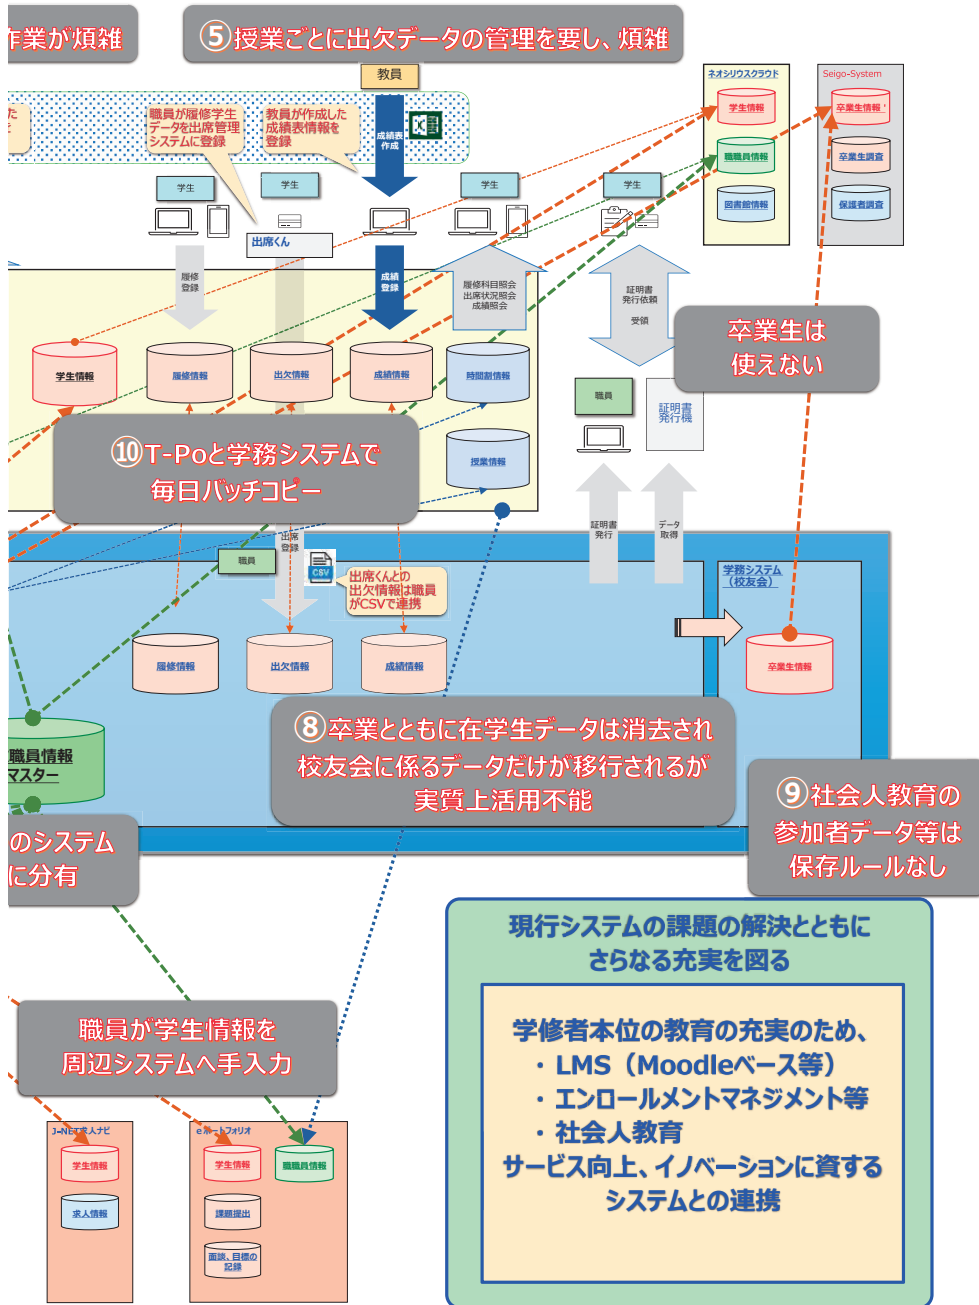 作業が煩雑
⑤授業ごとに出欠データの管理を要し、煩雑
教員
た
を
職員が履修学生
データを出席管理
システムに登録
教員が作成した
成績表情報を
登録
成績表
作成
学生
学生
学生
学生
出席くん
履修
登録
成績
登録
履修科目照会
出席状況照会
成績照会
証明書
発行依頼
受領
ネオシリウスクラウド
学生情報
職職員情報
図書館情報
Seigo-System
卒業生情報
卒業生調査
保護者調査
卒業生は
使えない
学生情報
履修情報
出欠情報
成績情報
時間割情報
授業情報
職員
証明書
発行機
⑩T-Poと学務システムで
毎日バッチコピー
証明書
発行
データ
取得
出席
登録
職員
CSV
出席くんとの
出欠情報は職員
がCSVで連携
学務システム
（校友会）
履修情報
出欠情報
成績情報
卒業生情報
⑧卒業とともに在学生データは消去され
校友会に係るデータだけが移行されるが
実質上活用不能
職員情報
マスター
⑨社会人教育の
参加者データ等は
保存ルールなし
のシステム
に分有
現行システムの課題の解決とともに
さらなる充実を図る
学修者本位の教育の充実のため、
・LMS（Moodleベース等）
・エンロールメントマネジメント等
・社会人教育
サービス向上、イノベーションに資する
システムとの連携
職員が学生情報を
周辺システムへ手入力
J-NET求人ナビ
学生情報
求人情報
eポートフォリオ
学生情報
職職員情報
課題提出
面談、目標の
記録